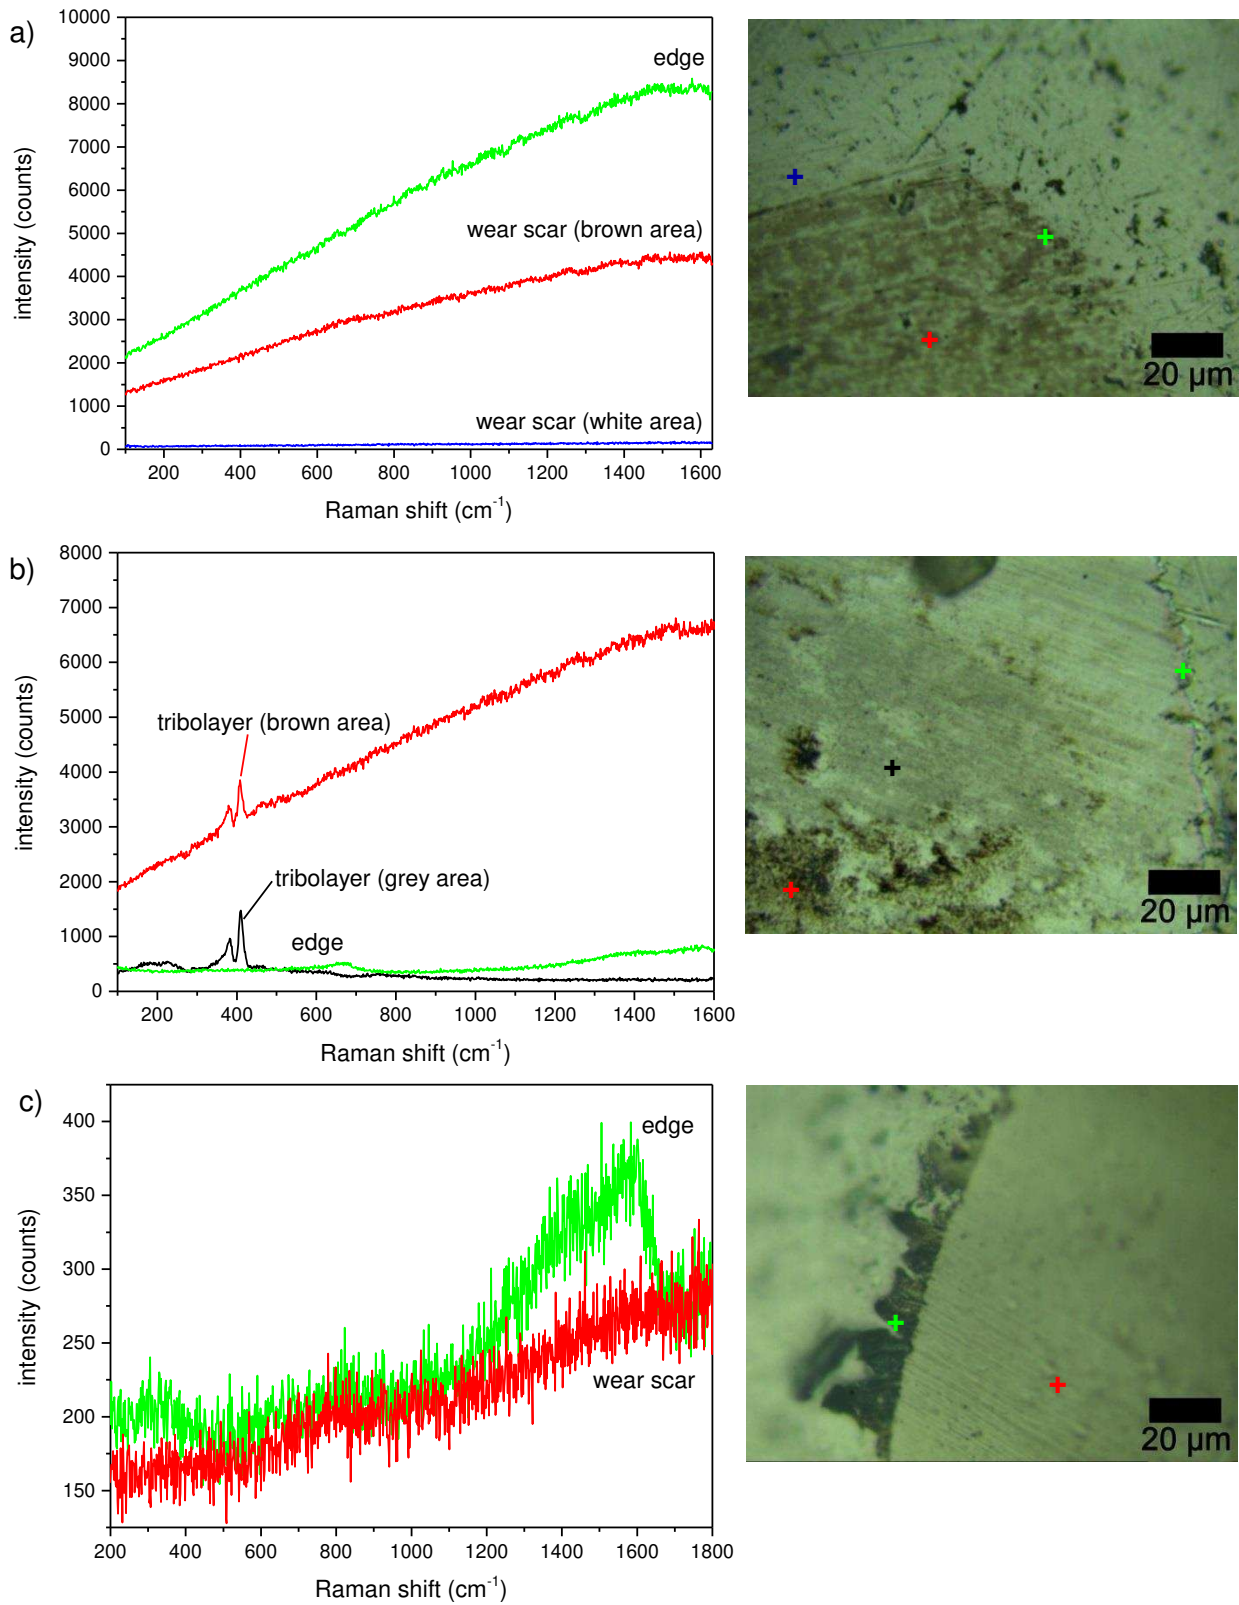 a)
10000
9000
8000
7000
6000
5000
4000
3000
2000
1000
0
intensity (counts)
edge
wear scar (brown area)
wear scar (white area)
200 400 600 800 1000 1200 1400 1600
Raman shift (cm⁻¹)
20 µm
b)
8000
7000
6000
5000
4000
3000
2000
1000
0
intensity (counts)
tribolayer (brown area)
tribolayer (grey area)
edge
200 400 600 800 1000 1200 1400 1600
Raman shift (cm⁻¹)
20 µm
c)
400
350
300
250
200
150
intensity (counts)
edge
wear scar
200 400 600 800 1000 1200 1400 1600 1800
Raman shift (cm⁻¹)
20 µm